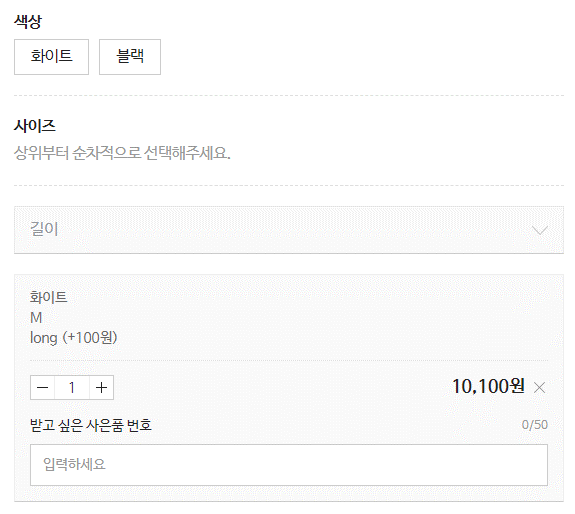 색상
화이트 블랙
사이즈
상위부터 순차적으로 선택해주세요.
길이
화이트
M
long (+100원)
1 10,100원
받고 싶은 사은품 번호 0/50
입력하세요